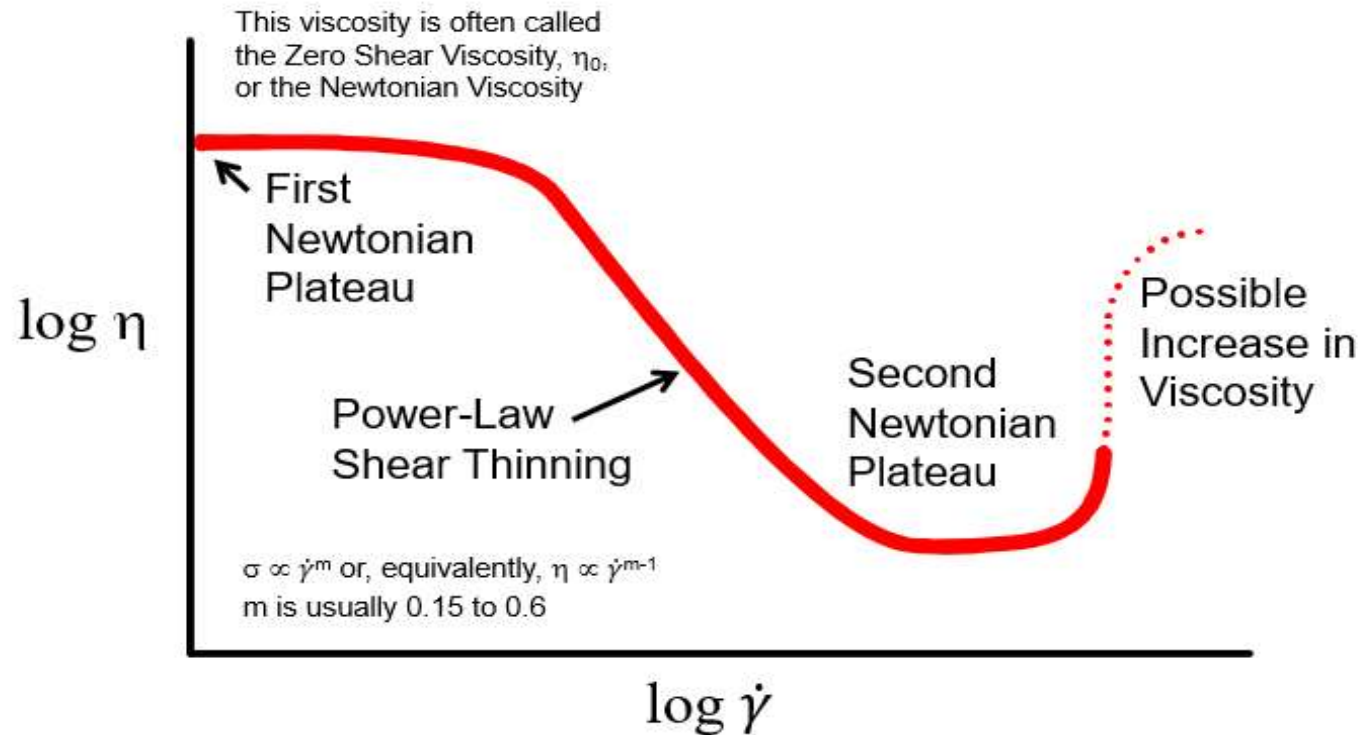 This viscosity is often called
the Zero Shear Viscosity, η₀,
or the Newtonian Viscosity
First
Newtonian
Plateau
log η
Power-Law
Shear Thinning
Second
Newtonian
Plateau
Possible
Increase in
Viscosity
σ ∝ γ̇ᵐ or, equivalently, η ∝ γ̇ᵐ⁻¹
m is usually 0.15 to 0.6
log γ̇